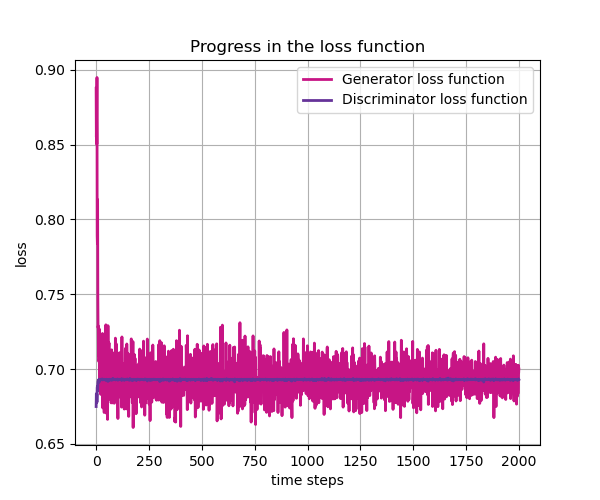 Progress in the loss function
Generator loss function
Discriminator loss function
0.90
0.85
0.80
0.75
0.70
0.65
loss
0 250 500 750 1000 1250 1500 1750 2000
time steps